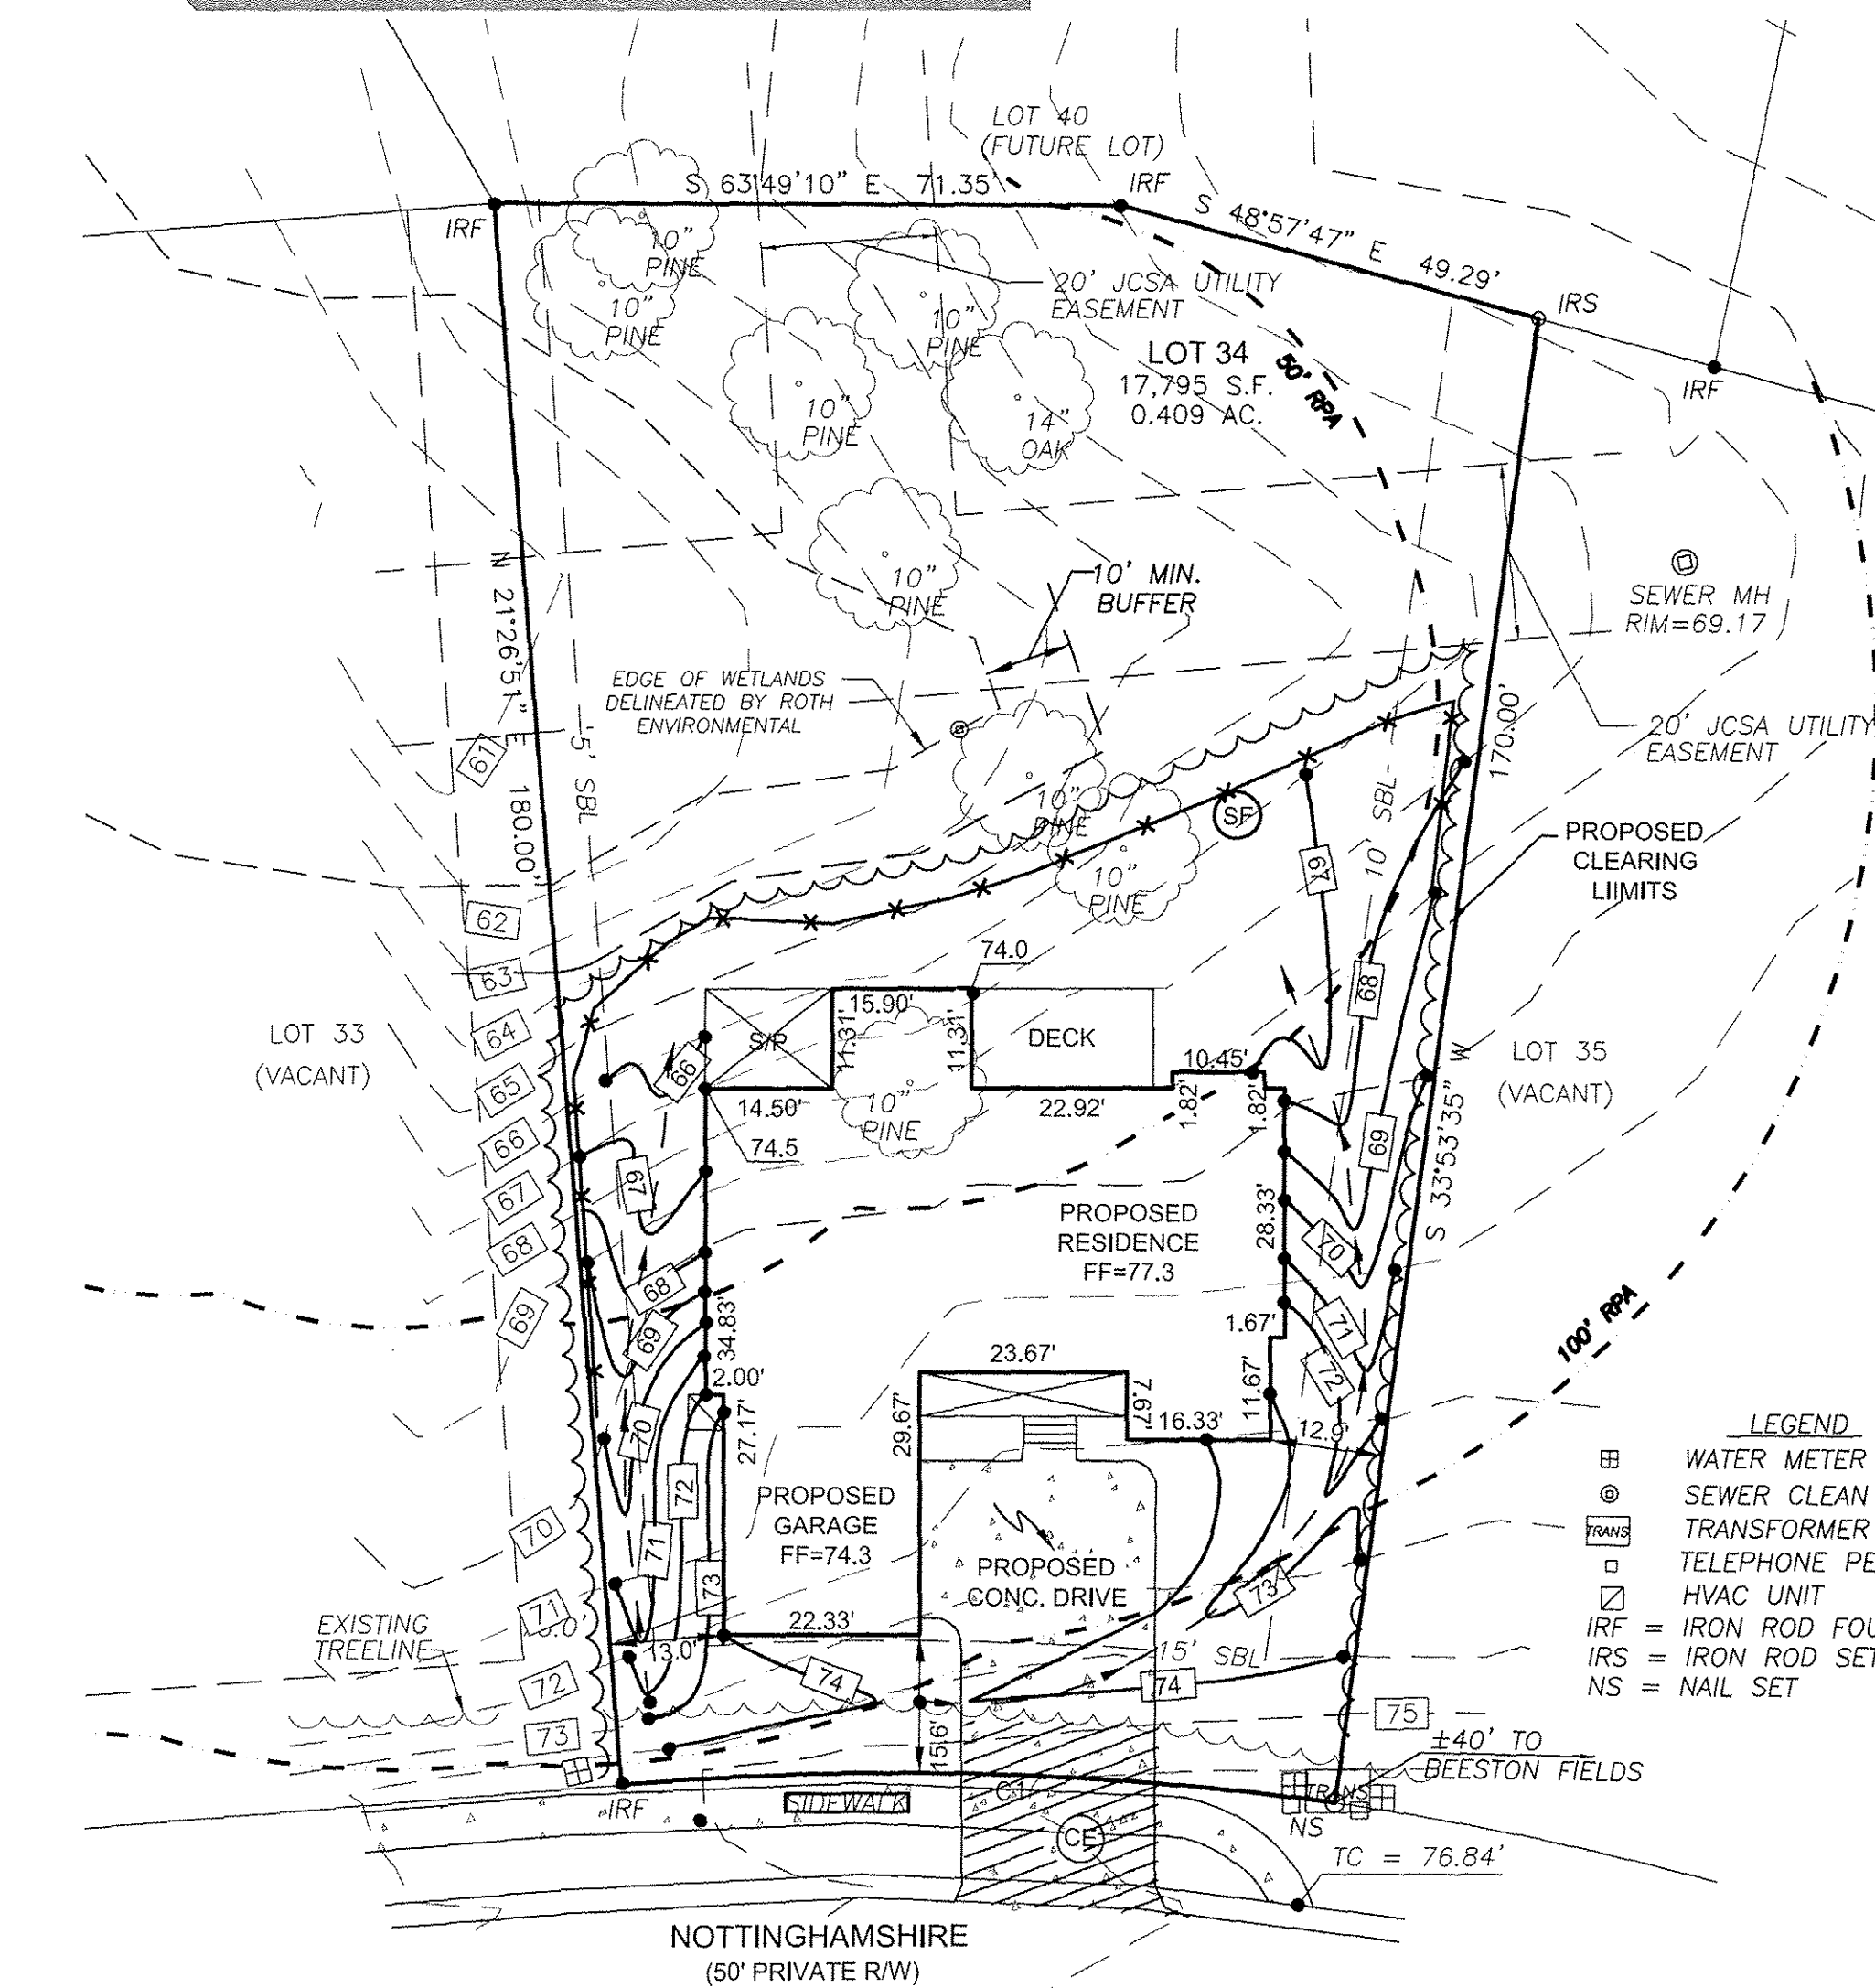 LOT 40
(FUTURE LOT)
S 63°49'10" E 71.35'
IRF
IRF
S 48°57'47" E 49.29'
IRS
IRF
10"
PINE
10"
PINE
10"
PINE
20' JCSA UTILITY
EASEMENT
LOT 34
17,795 S.F.
0.409 AC.
50' RPA
10"
PINE
14"
OAK
10"
PINE
10' MIN.
BUFFER
SEWER MH
RIM=69.17
N 21°26'51" E 180.00'
5' SBL
EDGE OF WETLANDS
DELINEATED BY ROTH
ENVIRONMENTAL
170.00'
20' JCSA UTILITY
EASEMENT
61
10"
PINE
SF
10' SBL
PROPOSED
CLEARING
LIIMITS
10"
PINE
67
62
63
64
65
66
67
68
69
70
71
72
73
74.0
68
LOT 33
(VACANT)
S/P
15.90'
11.31'
11.31'
DECK
10.45'
LOT 35
(VACANT)
66
14.50'
10"
PINE
22.92'
1.82'
1.82'
74.5
69
S 33°53'35" W
67
PROPOSED
RESIDENCE
FF=77.3
28.33'
70
68
69
34.83'
1.67'
71
100' RPA
2.00'
23.67'
72
27.17'
29.67'
7.67'
16.33'
11.67'
12.9'
70
72
71
73
PROPOSED
GARAGE
FF=74.3
PROPOSED
CONC. DRIVE
73
LEGEND
WATER METER
SEWER CLEAN
TRANS
TRANSFORMER
TELEPHONE PE
HVAC UNIT
IRF = IRON ROD FOU
IRS = IRON ROD SET
NS = NAIL SET
EXISTING
TREELINE
22.33'
13.0'
15' SBL
74
74
75
15.6'
±40' TO
BEESTON FIELDS
IRF
SIDEWALK
C1
TRANS
NS
CE
TC = 76.84'
NOTTINGHAMSHIRE
(50' PRIVATE R/W)